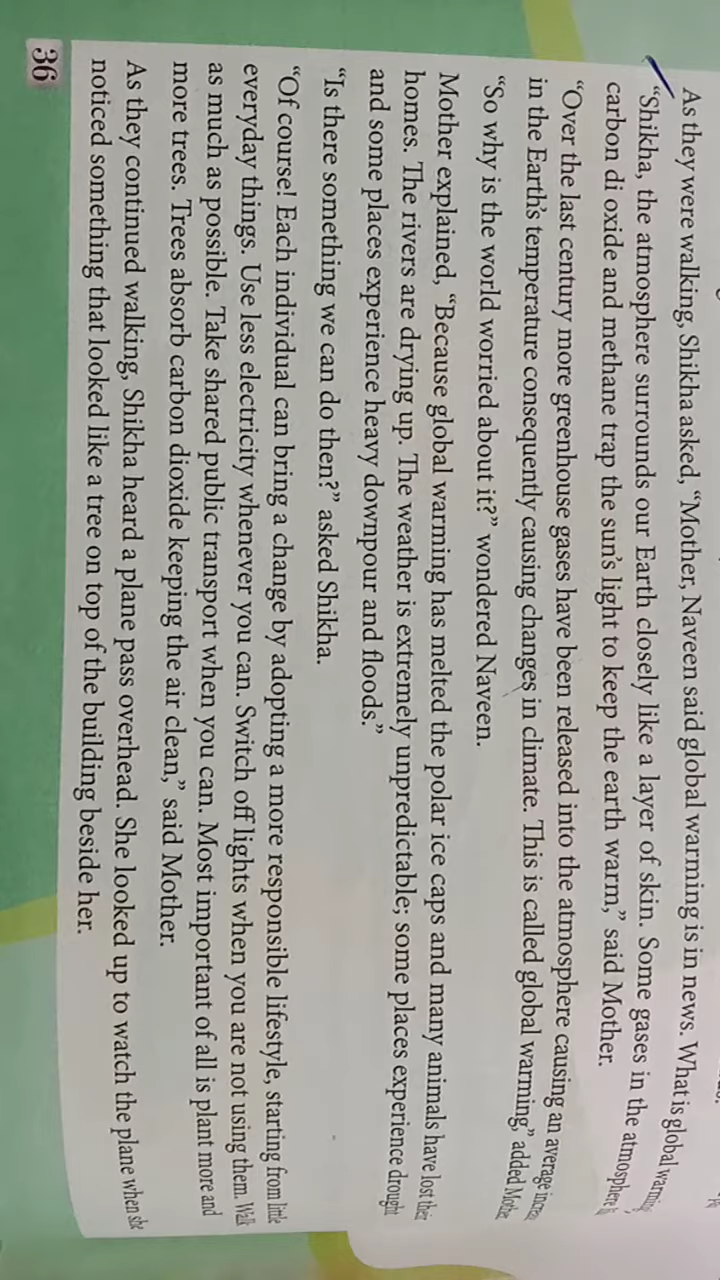 As they were walking, Shikha asked, “Mother, Naveen said global warming is in news. What is global warming
“Shikha, the atmosphere surrounds our Earth closely like a layer of skin. Some gases in the atmosphere
carbon di oxide and methane trap the sun’s light to keep the earth warm,” said Mother.
“Over the last century more greenhouse gases have been released into the atmosphere causing an average
in the Earth’s temperature consequently causing changes in climate. This is called global warming,” added Mother
“So why is the world worried about it?” wondered Naveen.
Mother explained, “Because global warming has melted the polar ice caps and many animals have lost their
homes. The rivers are drying up. The weather is extremely unpredictable; some places experience drought
and some places experience heavy downpour and floods.”
“Is there something we can do then?” asked Shikha.
“Of course! Each individual can bring a change by adopting a more responsible lifestyle, starting from little
everyday things. Use less electricity whenever you can. Switch off lights when you are not using them. Walk
as much as possible. Take shared public transport when you can. Most important of all is plant more and
more trees. Trees absorb carbon dioxide keeping the air clean,” said Mother.
As they continued walking, Shikha heard a plane pass overhead. She looked up to watch the plane when she
noticed something that looked like a tree on top of the building beside her.
36